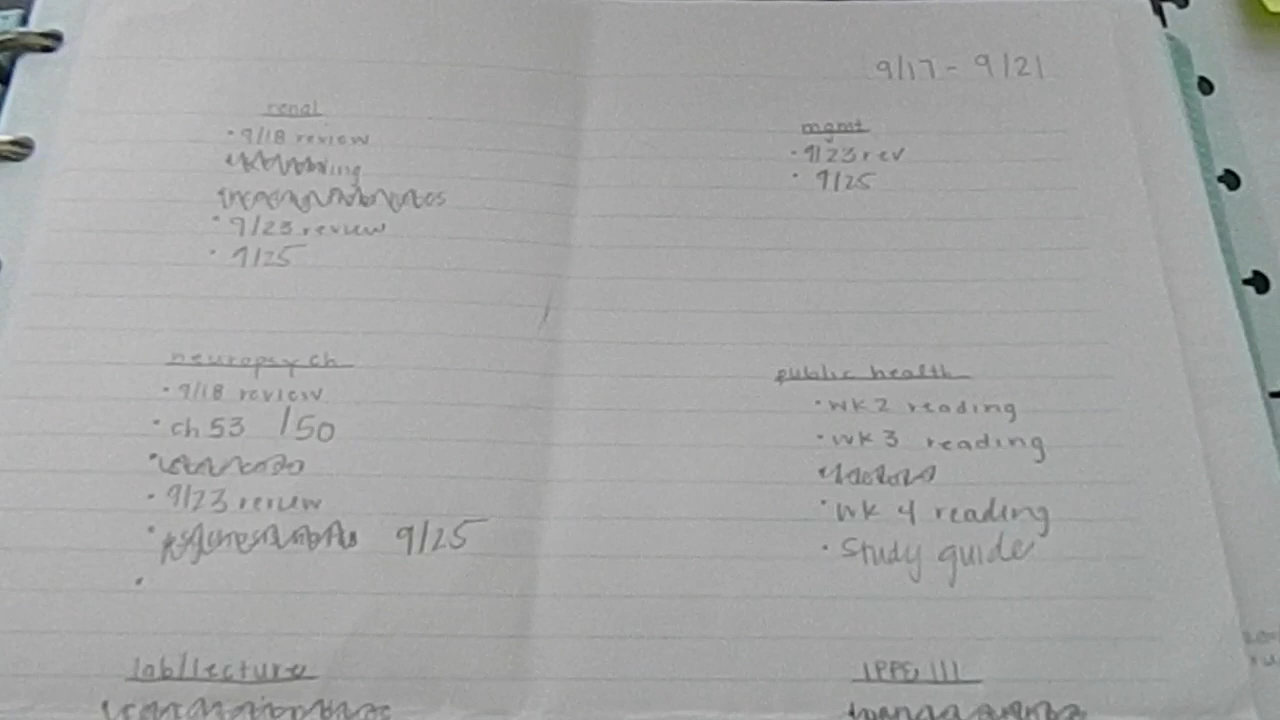 9/17 - 9/21
renal
· 9/18 review
· 9/23 review
· 9/25
mgmt
· 9/23 rev
· 9/25
neuropsych
· 9/18 review
· ch 53 /50
· 9/23 review
· 9/25
public health
· wk 2 reading
· wk 3 reading
· wk 4 reading
· study guide
lab/lecture
IPPE III